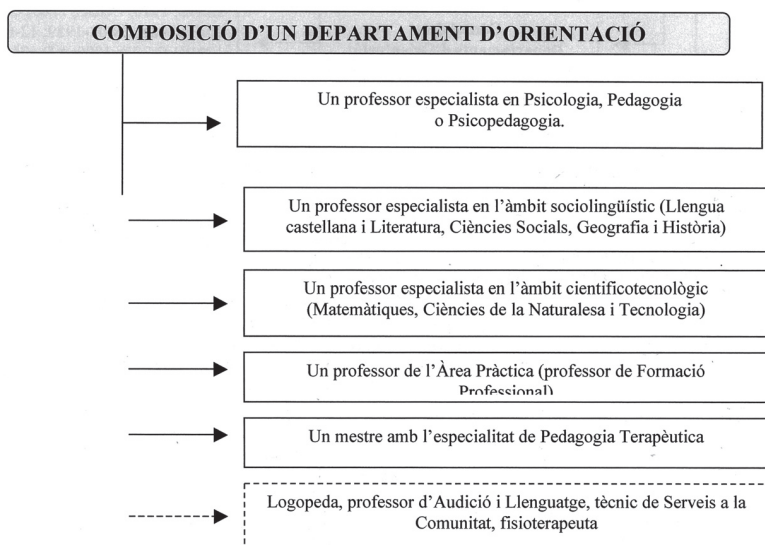 COMPOSICIÓ D'UN DEPARTAMENT D'ORIENTACIÓ
Un professor especialista en Psicologia, Pedagogia
o Psicopedagogia.
Un professor especialista en l'àmbit sociolingüístic (Llengua
castellana i Literatura, Ciències Socials, Geografia i Història)
Un professor especialista en l'àmbit cientificotecnològic
(Matemàtiques, Ciències de la Naturalesa i Tecnologia)
Un professor de l'Àrea Pràctica (professor de Formació
Professional)
Un mestre amb l'especialitat de Pedagogia Terapèutica
Logopeda, professor d'Audició i Llenguatge, tècnic de Serveis a la
Comunitat, fisioterapeuta